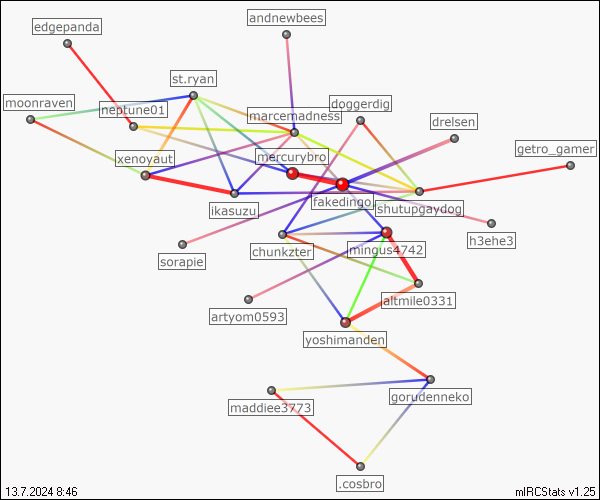 andnewbees
edgepanda
st.ryan
moonraven
neptune01
narcemadness
doggerdig
drelsen
getro_gamer
xenoyaut
mercurybro
ikasuzu
fakedingo
shutupgaydog
h3ehe3
sorapie
chunkzter
mingus4742
altmile0331
artyom0593
yoshimanden
gorudenneko
maddiee3773
.cosbro
13.7.2024 8:46
mIRCStats v1.25